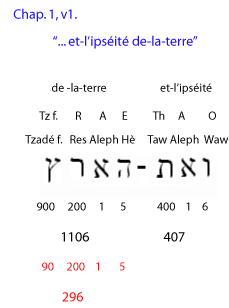 Chap. 1, v1.
“... et-l’ipséité de-la-terre”
de -la-terre et-l’ipséité
Tz f. R A E Th A O
Tzadé f. Res Aleph Hè Taw Aleph Waw
ואת-הארץ
900 200 1 5 400 1 6
1106 407
90 200 1 5
296